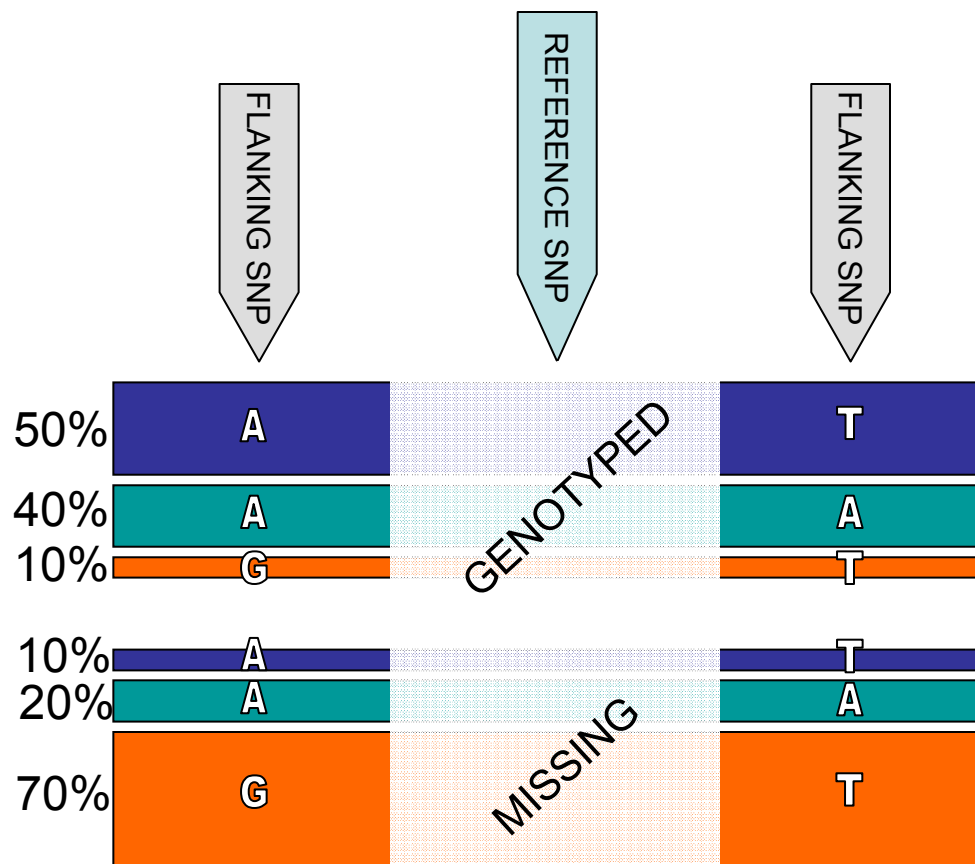 FLANKING SNP
REFERENCE SNP
FLANKING SNP
50% A T
40% A A
10% G T
GENOTYPED
10% A T
20% A A
70% G T
MISSING